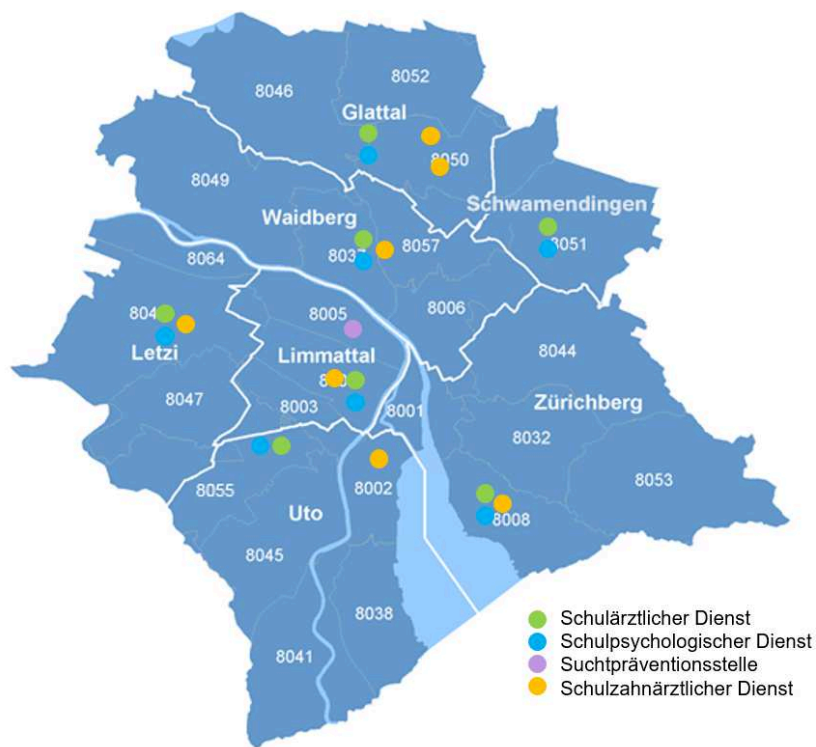 8052
8046
Glattal
8050
8049
Schwamendingen
Waidberg
8057
8051
8037
8064
8006
8005
8044
Letzi
Limmattal
8047
8003
8001
Zürichberg
8032
8055
8002
8053
8008
Uto
8045
8038
8041
Schulärztlicher Dienst
Schulpsychologischer Dienst
Suchtpräventionsstelle
Schulzahnärztlicher Dienst